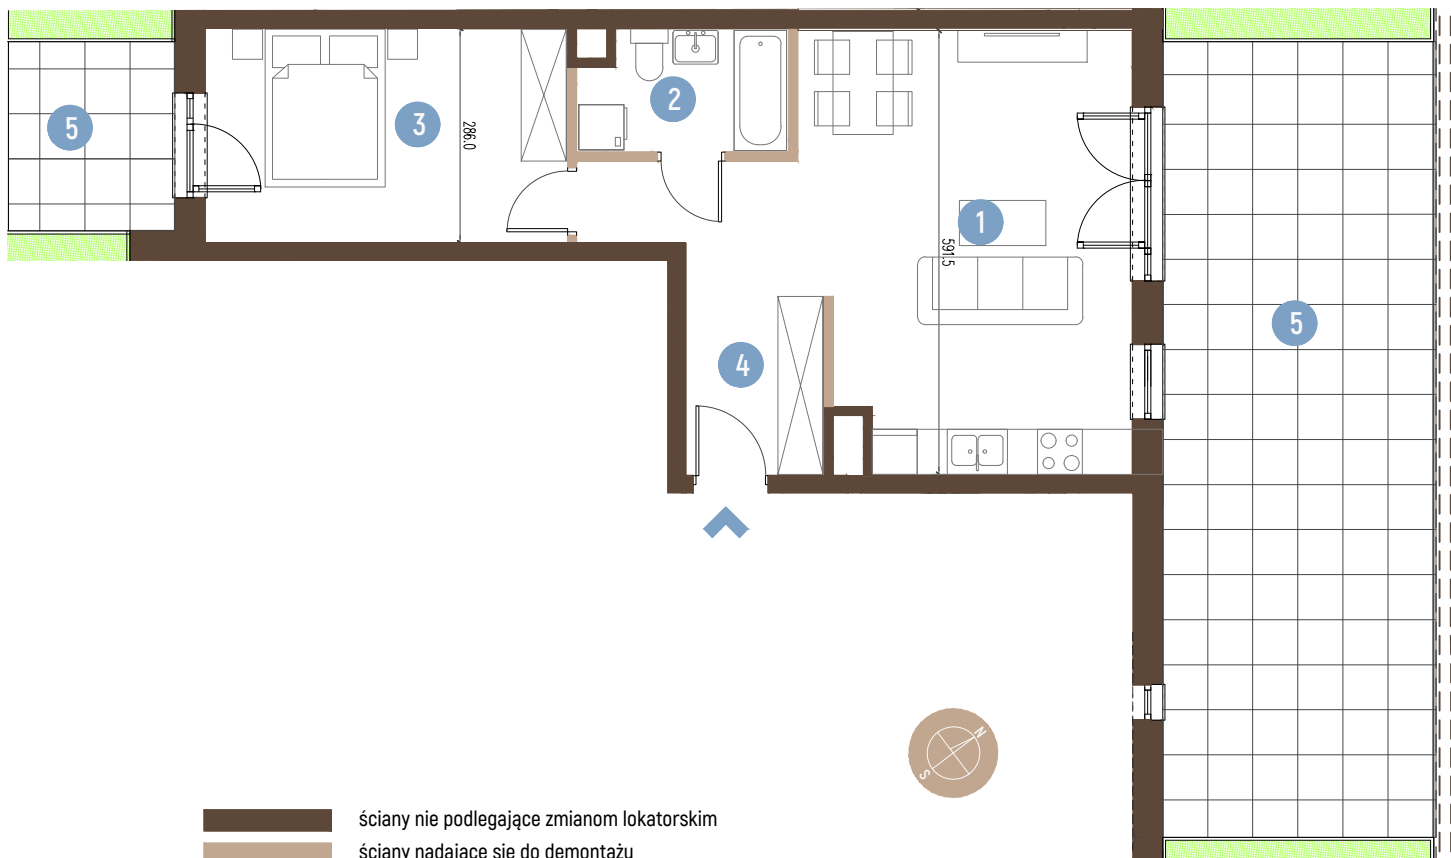 5
3
286.0
2
1
591.5
5
4
N
S
ściany nie podlegające zmianom lokatorskim
ściany nadające się do demontażu